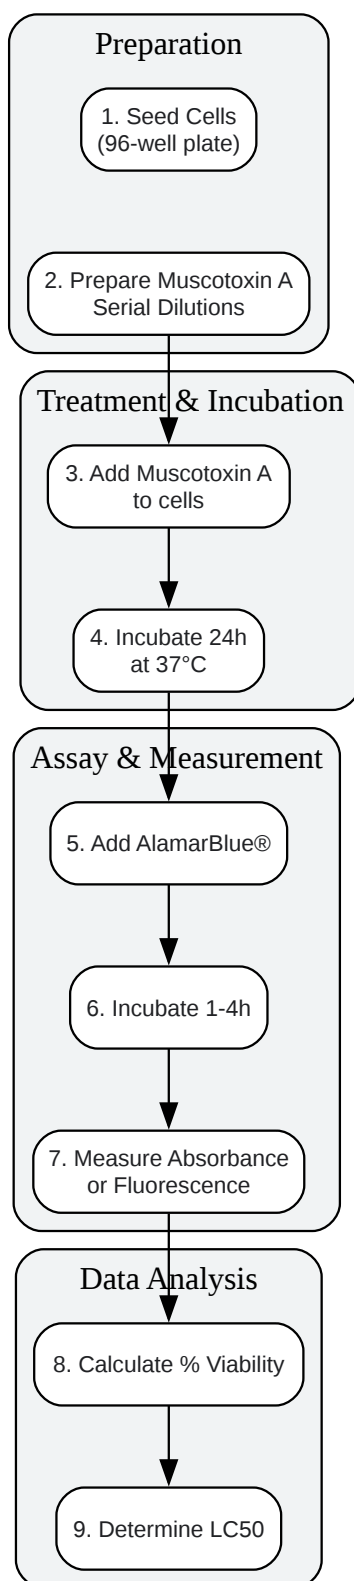 Preparation
1. Seed Cells
(96-well plate)
2. Prepare Muscotoxin A
Serial Dilutions
Treatment & Incubation
3. Add Muscotoxin A
to cells
4. Incubate 24h
at 37°C
Assay & Measurement
5. Add AlamarBlue®
6. Incubate 1-4h
7. Measure Absorbance
or Fluorescence
Data Analysis
8. Calculate % Viability
9. Determine LC50